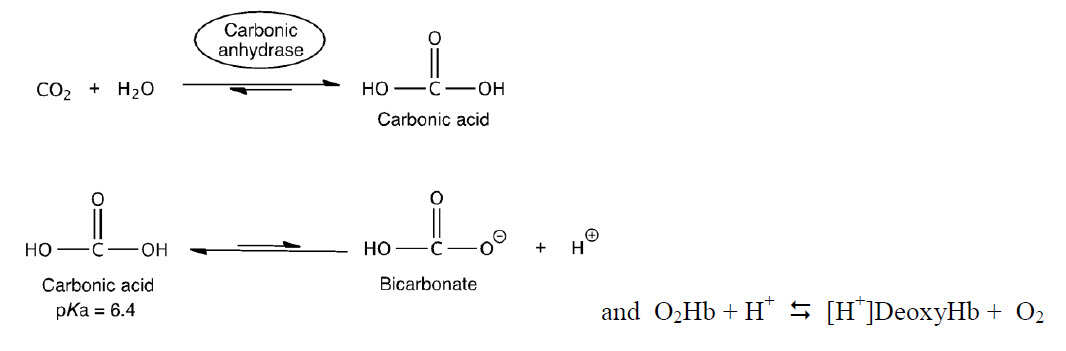 Carbonic
anhydrase
CO₂ + H₂O
O
HO — C — OH
Carbonic acid
O
HO — C — OH
Carbonic acid
pKa = 6.4
O
HO — C — O⊖ + H⊕
Bicarbonate
and O₂Hb + H⁺ ⇆ [H⁺]DeoxyHb + O₂